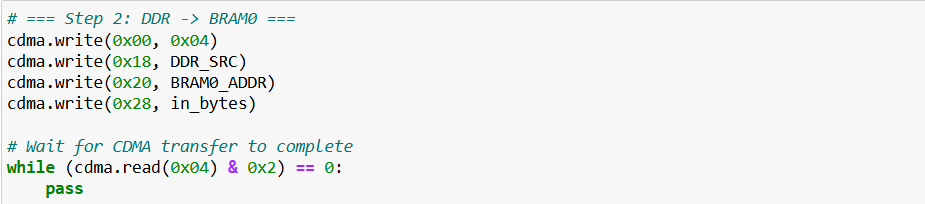 # === Step 2: DDR -> BRAM0 ===
cdma.write(0x00, 0x04)
cdma.write(0x18, DDR_SRC)
cdma.write(0x20, BRAM0_ADDR)
cdma.write(0x28, in_bytes)

# Wait for CDMA transfer to complete
while (cdma.read(0x04) & 0x2) == 0:
    pass